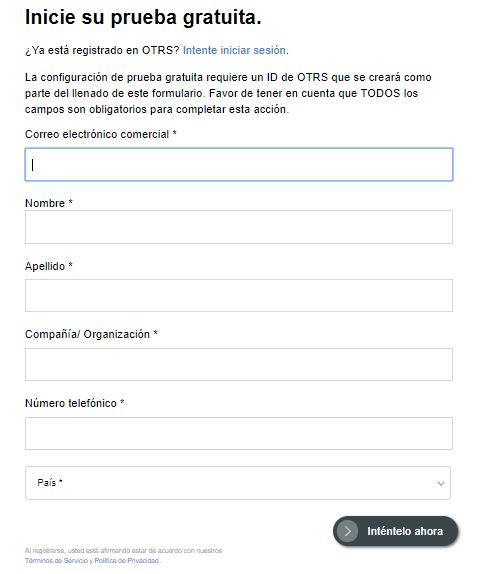 Inicie su prueba gratuita.
¿Ya está registrado en OTRS? Intente iniciar sesión.
La configuración de prueba gratuita requiere un ID de OTRS que se creará como
parte del llenado de este formulario. Favor de tener en cuenta que TODOS los
campos son obligatorios para completar esta acción.
Correo electrónico comercial *
Nombre *
Apellido *
Compañía/ Organización *
Número telefónico *
País *
Inténtelo ahora
Al registrarse, usted está afirmando estar de acuerdo con nuestros
Términos de Servicio y Política de Privacidad .